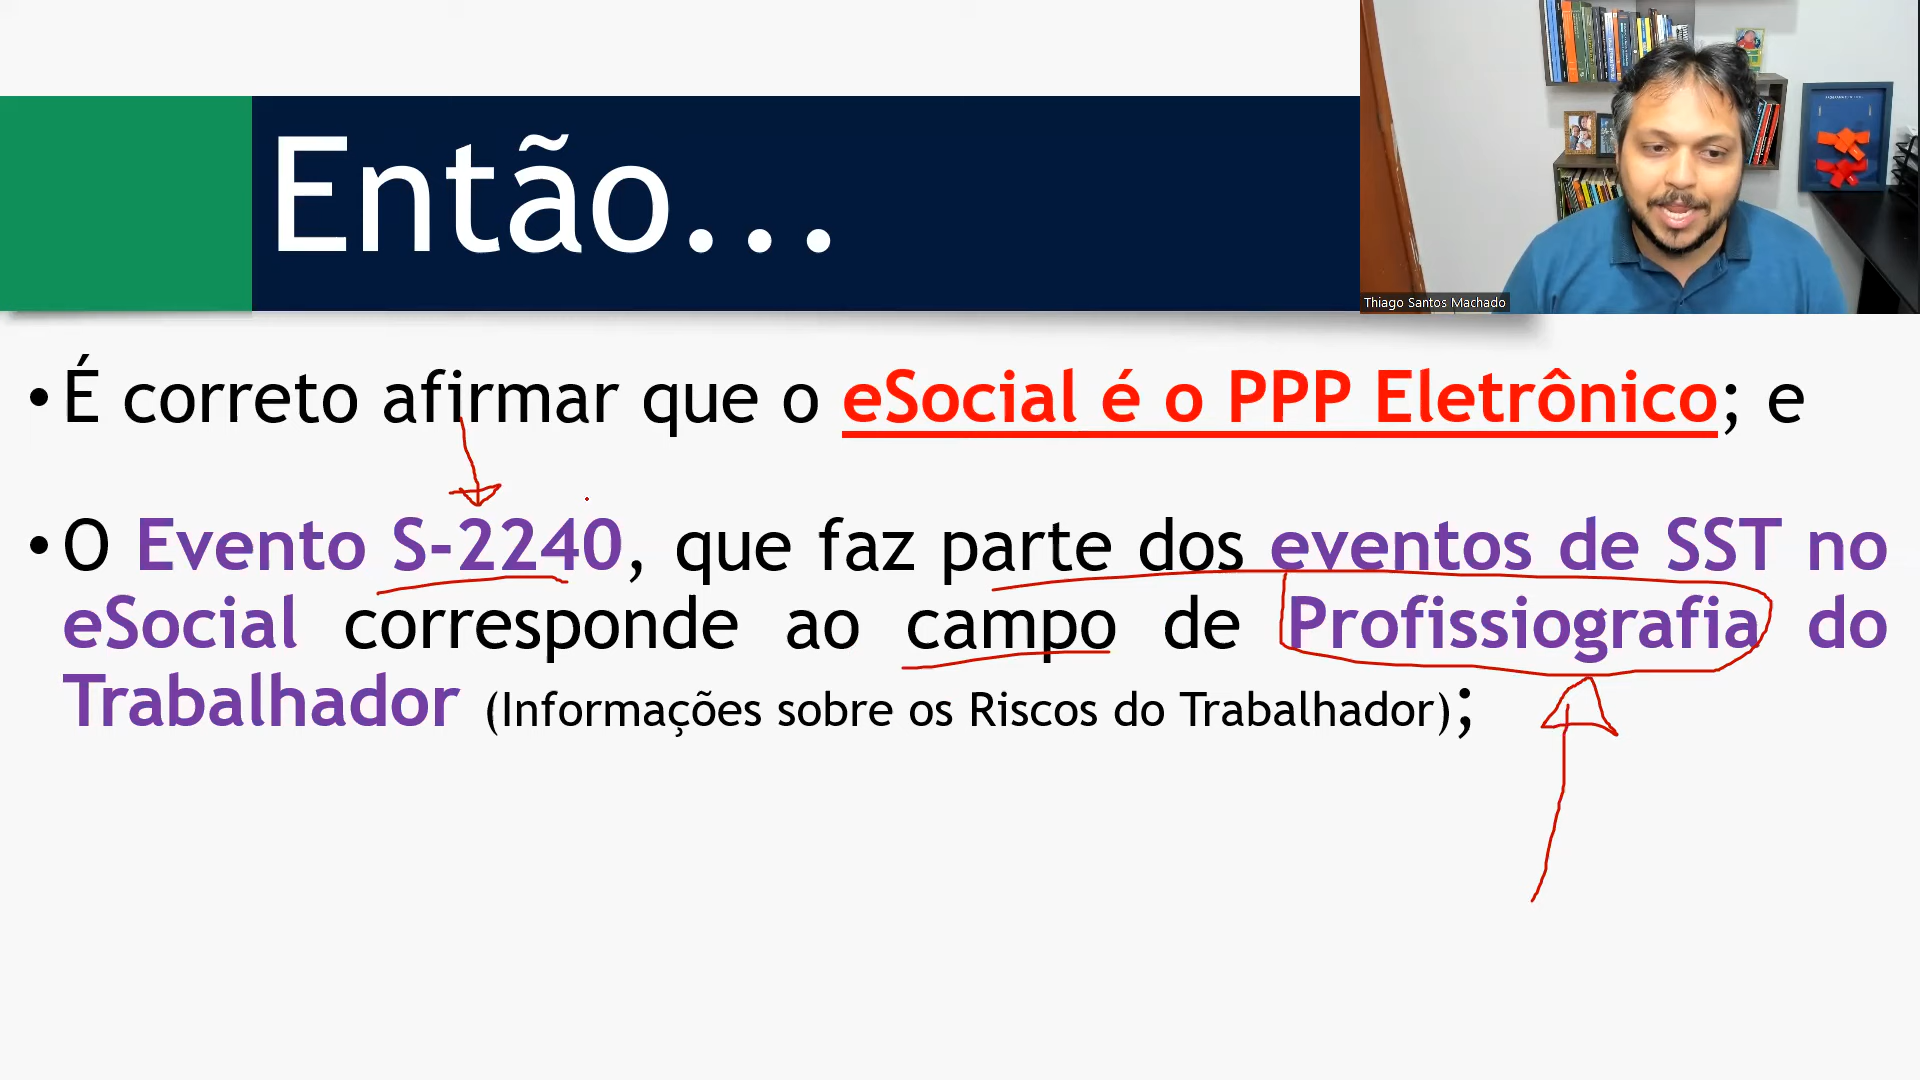 Então...
Thiago Santos Machado
• É correto afirmar que o eSocial é o PPP Eletrônico; e
• O Evento S-2240, que faz parte dos eventos de SST no
eSocial corresponde ao campo de Profissiografia do
Trabalhador (Informações sobre os Riscos do Trabalhador);